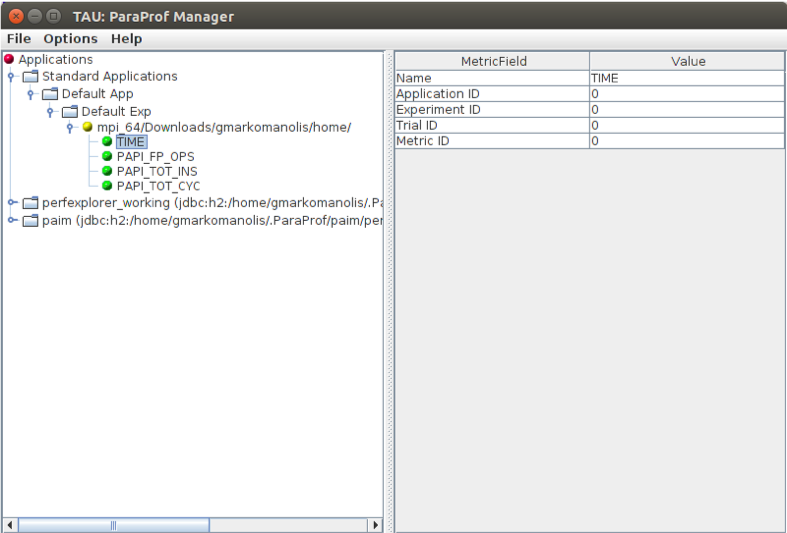 TAU: ParaProf Manager
File Options Help
Applications
Standard Applications
Default App
Default Exp
mpi_64/Downloads/gmarkomanolis/home/
TIME
PAPI_FP_OPS
PAPI_TOT_INS
PAPI_TOT_CYC
perfexplorer_working (jdbc:h2:/home/gmarkomanolis/.Pa
paim (jdbc:h2:/home/gmarkomanolis/.ParaProf/paim/per
MetricField Value
Name TIME
Application ID 0
Experiment ID 0
Trial ID 0
Metric ID 0